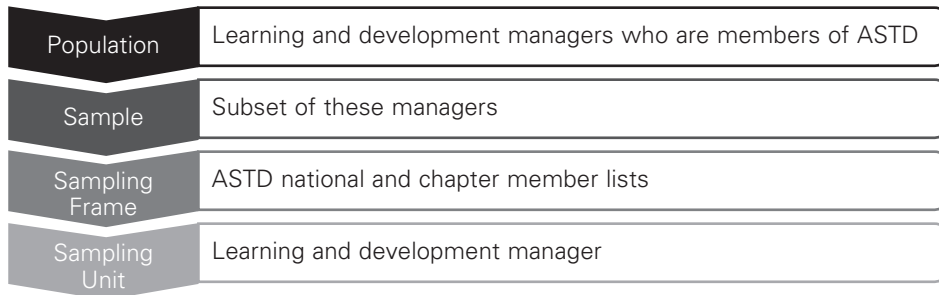 Population
Learning and development managers who are members of ASTD
Sample
Subset of these managers
Sampling
Frame
ASTD national and chapter member lists
Sampling
Unit
Learning and development manager